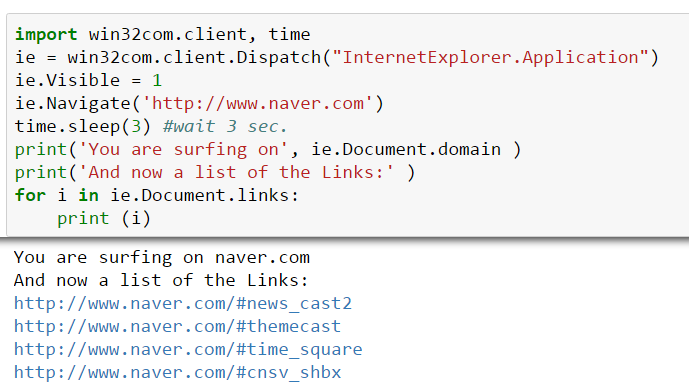 import win32com.client, time
ie = win32com.client.Dispatch("InternetExplorer.Application")
ie.Visible = 1
ie.Navigate('http://www.naver.com')
time.sleep(3) #wait 3 sec.
print('You are surfing on', ie.Document.domain )
print('And now a list of the Links:' )
for i in ie.Document.links:
    print (i)
You are surfing on naver.com
And now a list of the Links:
http://www.naver.com/#news_cast2
http://www.naver.com/#themecast
http://www.naver.com/#time_square
http://www.naver.com/#cnsv_shbx